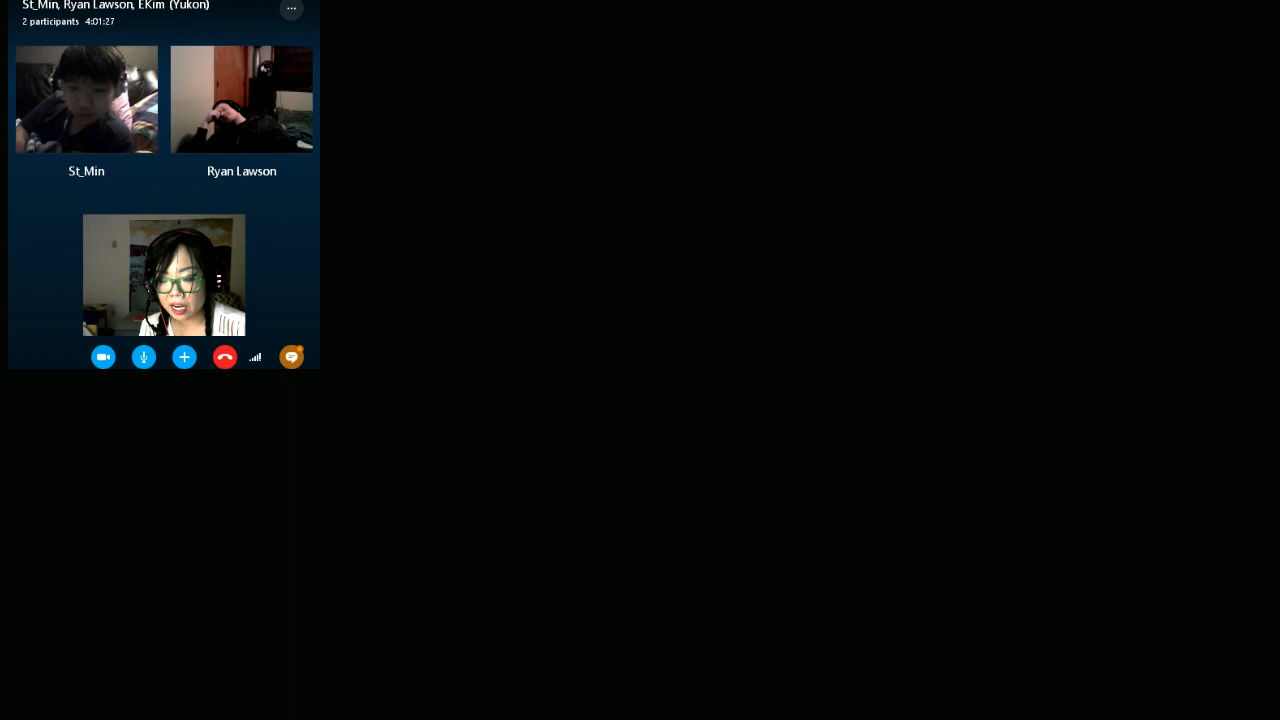 St_Min, Ryan Lawson, EKim (Yukon)
2 participants 4:01:27
St_Min
Ryan Lawson